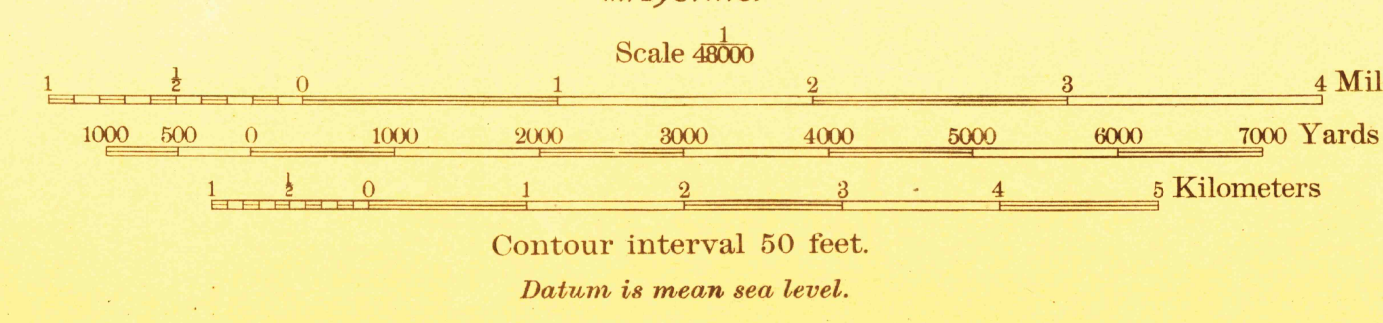 Scale 1/48000
1 ½ 0 1 2 3 4
1000 500 0 1000 2000 3000 4000 5000 6000 7000 Yards
1 ½ 0 1 2 3 4 5 Kilometers
Contour interval 50 feet.
Datum is mean sea level.